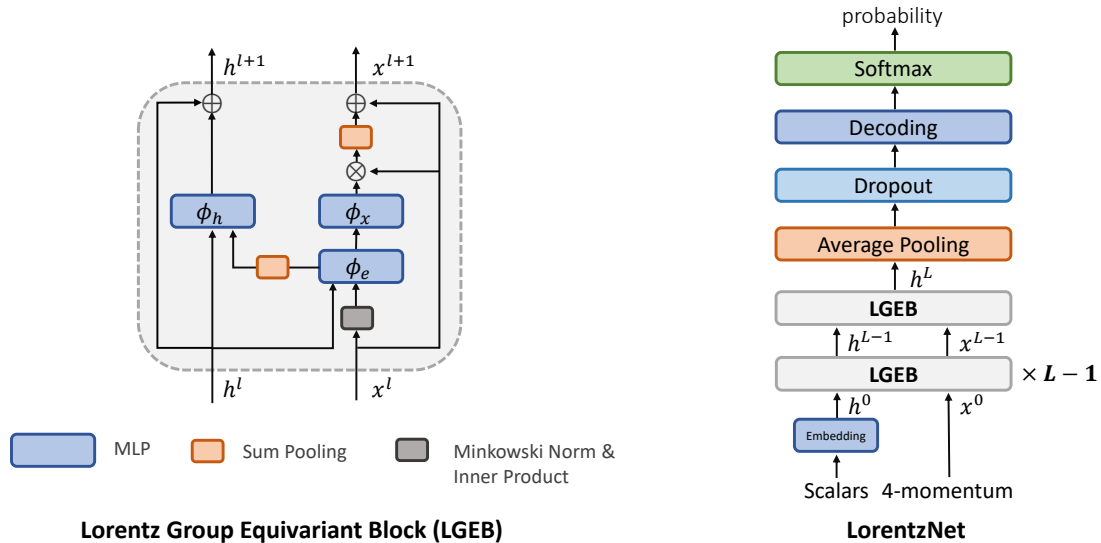 h^{l+1} x^{l+1}
ϕ_h ϕ_x
ϕ_e
h^l x^l
MLP Sum Pooling Minkowski Norm &
Inner Product
Lorentz Group Equivariant Block (LGEB)
probability
Softmax
Decoding
Dropout
Average Pooling
h^L
LGEB
h^{L−1} x^{L−1}
LGEB × L − 1
h^0 x^0
Embedding
Scalars 4-momentum
LorentzNet